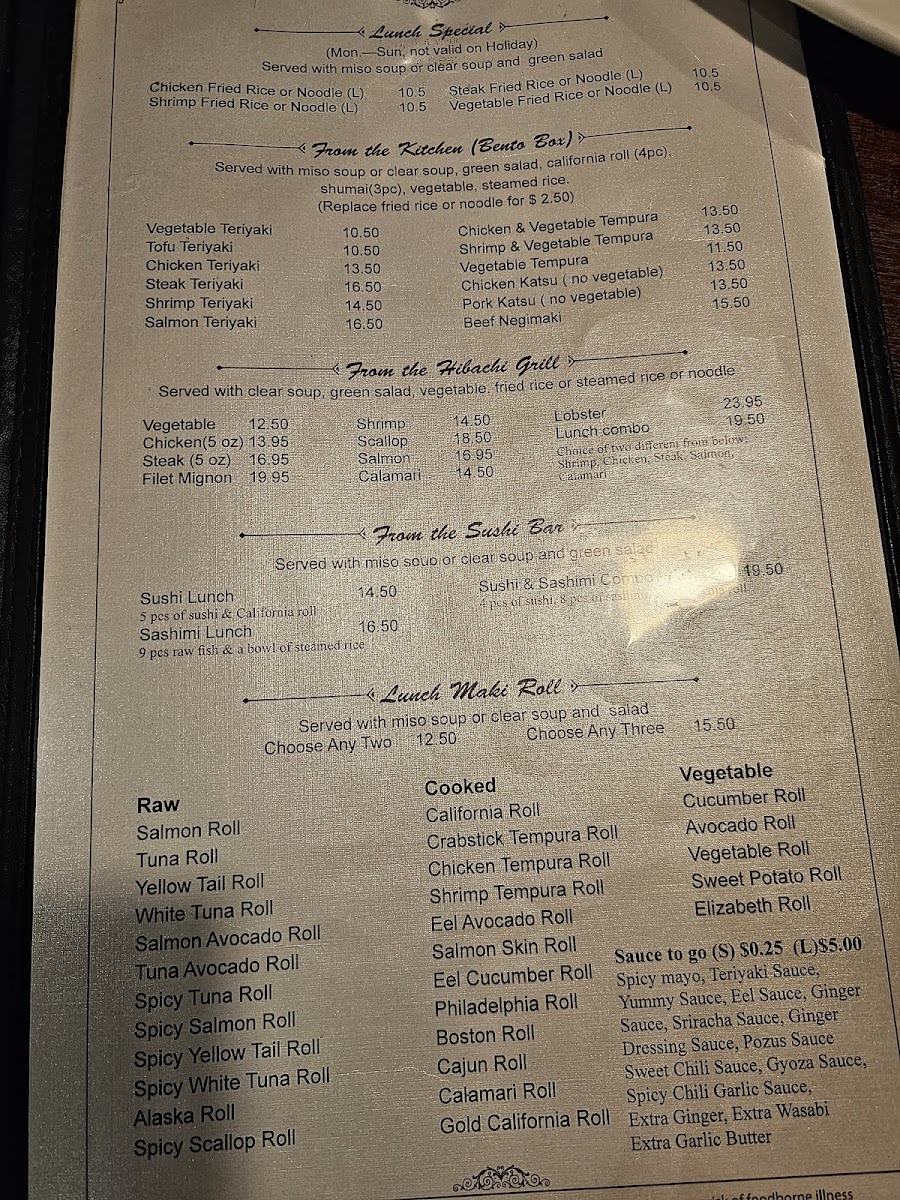 Lunch Special
(Mon.—Sun, not valid on Holiday)
Served with miso soup or clear soup and green salad
Chicken Fried Rice or Noodle (L) 10.5 Steak Fried Rice or Noodle (L) 10.5
Shrimp Fried Rice or Noodle (L) 10.5 Vegetable Fried Rice or Noodle (L) 10.5
From the Kitchen (Bento Box)
Served with miso soup or clear soup, green salad, california roll (4pc),
shumai(3pc), vegetable, steamed rice.
(Replace fried rice or noodle for $ 2.50)
Vegetable Teriyaki 10.50 Chicken & Vegetable Tempura 13.50
Tofu Teriyaki 10.50 Shrimp & Vegetable Tempura 13.50
Chicken Teriyaki 13.50 Vegetable Tempura 11.50
Steak Teriyaki 16.50 Chicken Katsu ( no vegetable) 13.50
Shrimp Teriyaki 14.50 Pork Katsu ( no vegetable) 13.50
Salmon Teriyaki 16.50 Beef Negimaki 15.50
From the Hibachi Grill
Served with clear soup, green salad, vegetable, fried rice or steamed rice or noodle
Vegetable 12.50 Shrimp 14.50 Lobster 23.95
Chicken(5 oz) 13.95 Scallop 18.50 Lunch combo 19.50
Steak (5 oz) 16.95 Salmon 16.95 Choice of two different from below:
Filet Mignon 19.95 Calamari 14.50 Shrimp, Chicken, Steak, Salmon,
Calamari
From the Sushi Bar
Served with miso soup or clear soup and green salad
Sushi Lunch 14.50 Sushi & Sashimi Combo 19.50
5 pcs of sushi & California roll 4 pcs of sushi, 8 pcs of sashimi, roll
Sashimi Lunch 16.50
9 pcs raw fish & a bowl of steamed rice
Lunch Maki Roll
Served with miso soup or clear soup and salad
Choose Any Two 12.50 Choose Any Three 15.50
Raw
Salmon Roll
Tuna Roll
Yellow Tail Roll
White Tuna Roll
Salmon Avocado Roll
Tuna Avocado Roll
Spicy Tuna Roll
Spicy Salmon Roll
Spicy Yellow Tail Roll
Spicy White Tuna Roll
Alaska Roll
Spicy Scallop Roll
Cooked
California Roll
Crabstick Tempura Roll
Chicken Tempura Roll
Shrimp Tempura Roll
Eel Avocado Roll
Salmon Skin Roll
Eel Cucumber Roll
Philadelphia Roll
Boston Roll
Cajun Roll
Calamari Roll
Gold California Roll
Vegetable
Cucumber Roll
Avocado Roll
Vegetable Roll
Sweet Potato Roll
Elizabeth Roll
Sauce to go (S) $0.25 (L)$5.00
Spicy mayo, Teriyaki Sauce,
Yummy Sauce, Eel Sauce, Ginger
Sauce, Sriracha Sauce, Ginger
Dressing Sauce, Pozus Sauce
Sweet Chili Sauce, Gyoza Sauce,
Spicy Chili Garlic Sauce,
Extra Ginger, Extra Wasabi
Extra Garlic Butter
of foodborne illness